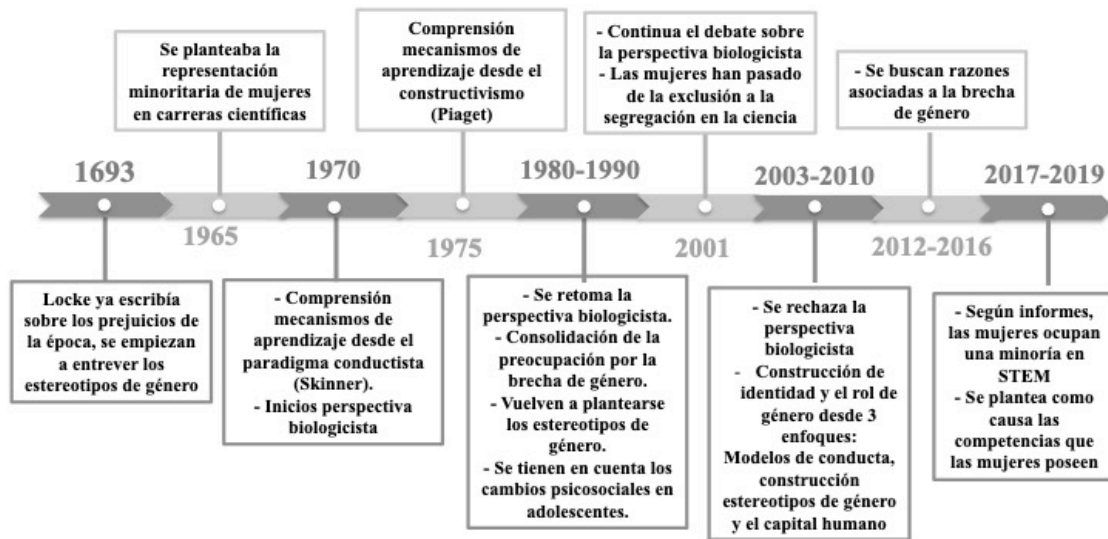 Se planteaba la
representación
minoritaria de mujeres
en carreras científicas
Comprensión
mecanismos de
aprendizaje desde el
constructivismo
(Piaget)
- Continua el debate sobre
la perspectiva biologicista
- Las mujeres han pasado
de la exclusión a la
segregación en la ciencia
- Se buscan razones
asociadas a la brecha
de género
1693
1970
1980-1990
2003-2010
2017-2019
1965
1975
2001
2012-2016
Locke ya escribía
sobre los prejuicios de
la época, se empiezan
a entrever los
estereotipos de género
- Comprensión
mecanismos de
aprendizaje desde el
paradigma conductista
(Skinner).
- Inicios perspectiva
biologicista
- Se retoma la
perspectiva biologicista.
- Consolidación de la
preocupación por la
brecha de género.
- Vuelven a plantearse
los estereotipos de
género.
- Se tienen en cuenta los
cambios psicosociales en
adolescentes.
- Se rechaza la
perspectiva
biologicista
- Construcción de
identidad y el rol de
género desde 3
enfoques:
Modelos de conducta,
construcción
estereotipos de género
y el capital humano
- Según informes,
las mujeres ocupan
una minoría en
STEM
- Se plantea como
causa las
competencias que
las mujeres poseen